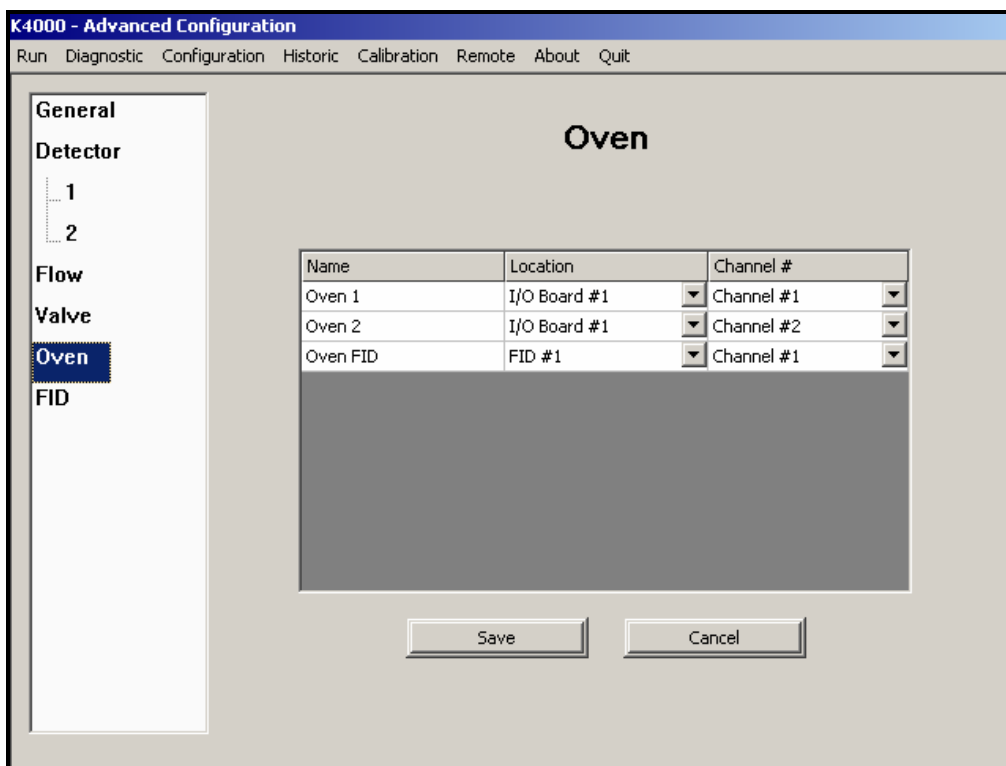 K4000 - Advanced Configuration
Run Diagnostic Configuration Historic Calibration Remote About Quit
General
Detector
1
2
Flow
Valve
Oven
FID
Oven
Name Location Channel #
Oven 1 I/O Board #1 Channel #1
Oven 2 I/O Board #1 Channel #2
Oven FID FID #1 Channel #1
Save Cancel